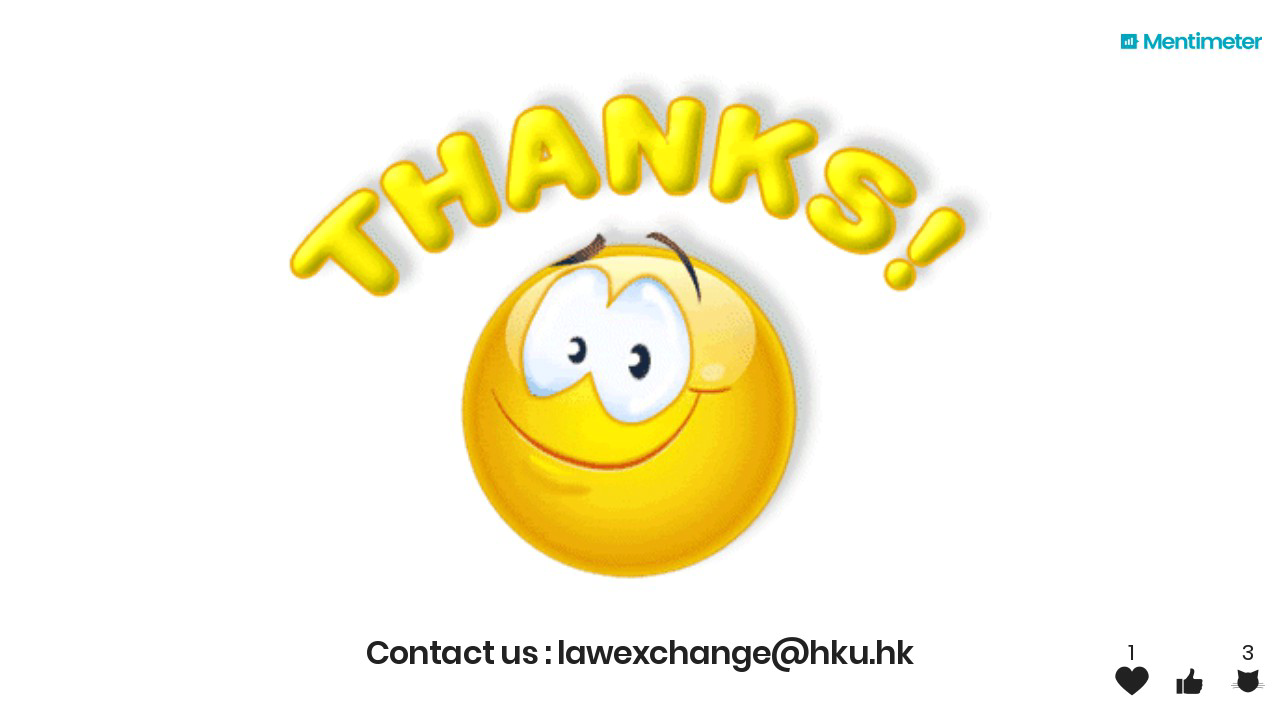 Mentimeter
THANKS!
Contact us : lawexchange@hku.hk
1
3